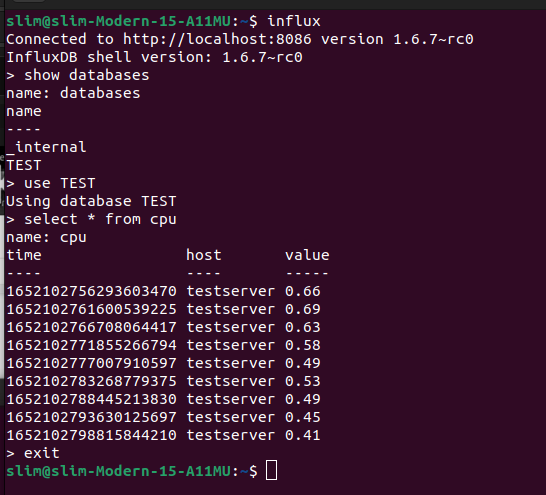 slim@slim-Modern-15-A11MU:~$ influx
Connected to http://localhost:8086 version 1.6.7~rc0
InfluxDB shell version: 1.6.7~rc0
> show databases
name: databases
name
----
_internal
TEST
> use TEST
Using database TEST
> select * from cpu
name: cpu
time                host       value
----                ----       -----
1652102756293603470 testserver 0.66
1652102761600539225 testserver 0.69
1652102766708064417 testserver 0.63
1652102771855266794 testserver 0.58
1652102777007910597 testserver 0.49
1652102783268779375 testserver 0.53
1652102788445213830 testserver 0.49
1652102793630125697 testserver 0.45
1652102798815844210 testserver 0.41
> exit
slim@slim-Modern-15-A11MU:~$